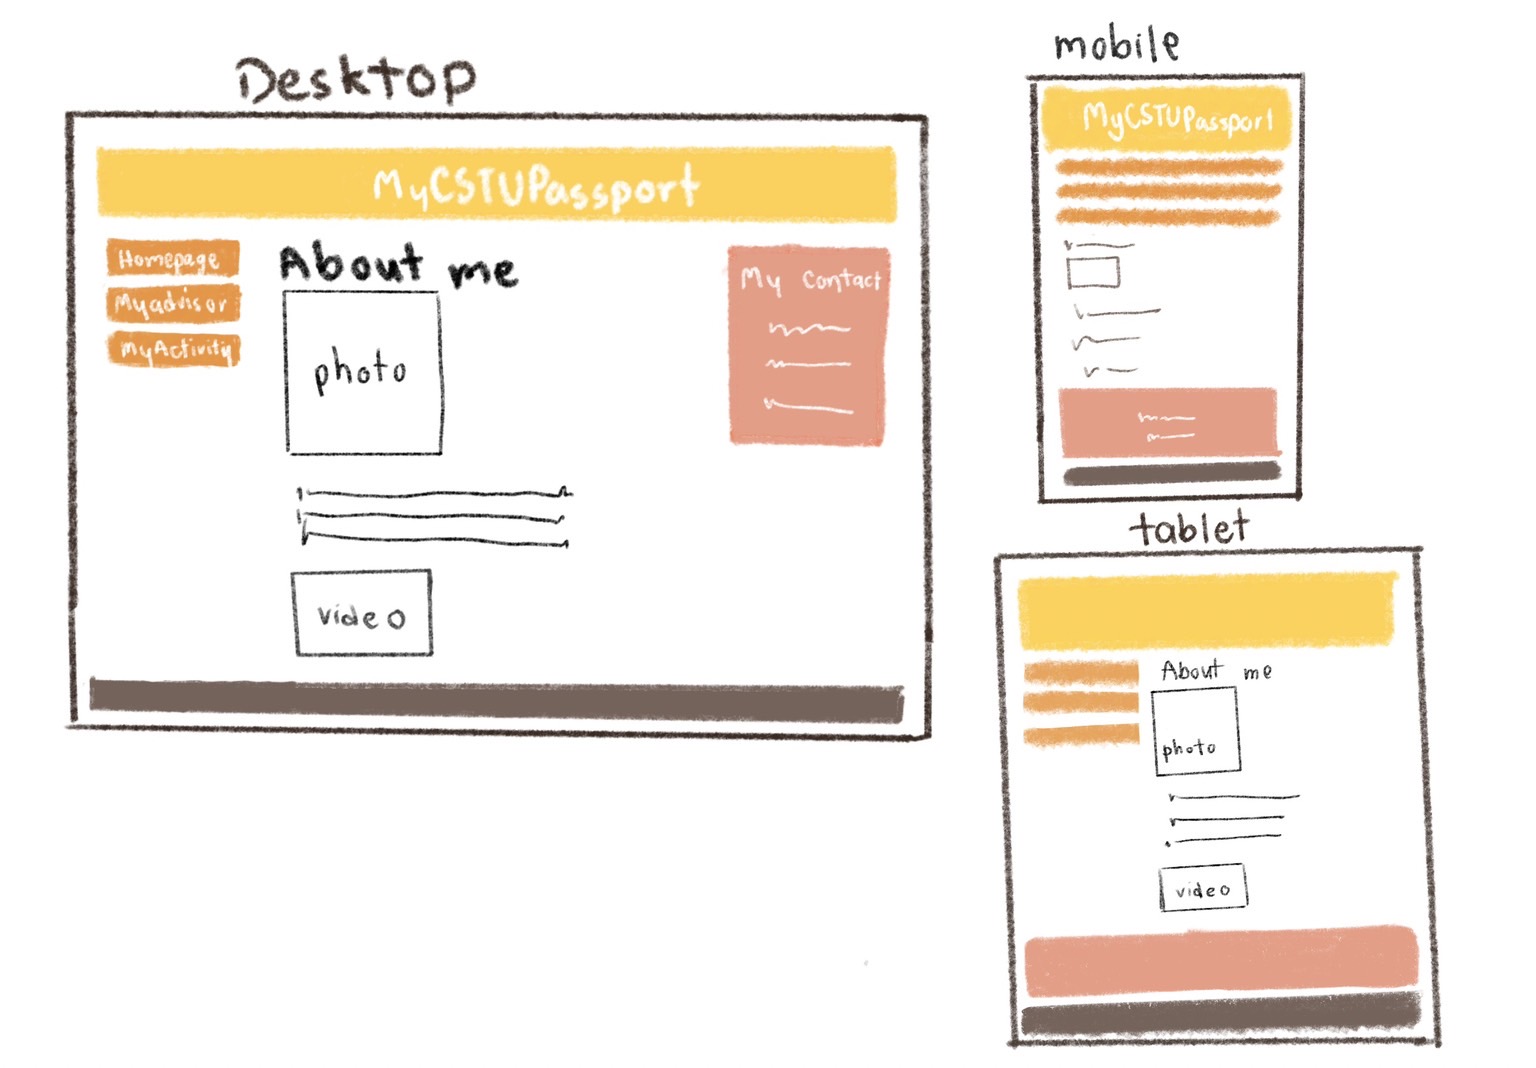 Desktop
MyCSTUPassport
Homepage
Myadvisor
MyActivity
About me
photo
video
My Contact
mobile
MyCSTUPassport
tablet
About me
photo
video